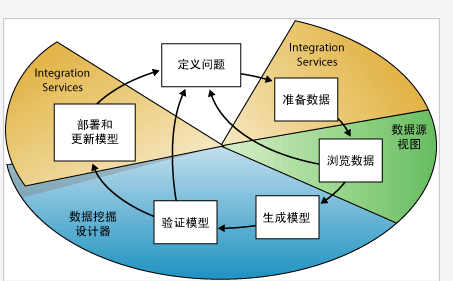 定义问题
Integration
Services
准备数据
数据源
视图
浏览数据
生成模型
验证模型
数据挖掘
设计器
部署和
更新模型
Integration
Services